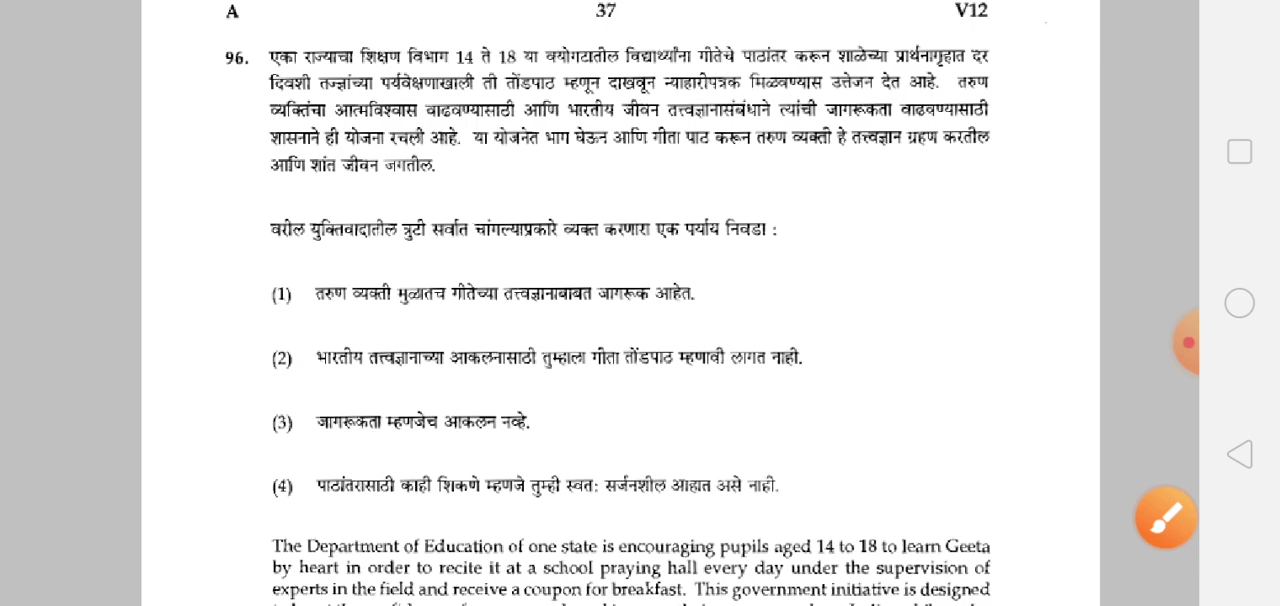 A 37 V12
96. एका राज्याचा शिक्षण विभाग 14 ते 18 या वयोगटातील विद्यार्थ्यांना गीतेचे पाठांतर करून शाळेच्या प्रार्थनागृहात दर
दिवशी तज्ज्ञांच्या पर्यवेक्षणाखाली ती तोंडपाठ म्हणून दाखवून न्याहारीपत्रक मिळवण्यास उत्तेजन देत आहे. तरुण
व्यक्तिंचा आत्मविश्वास वाढवण्यासाठी आणि भारतीय जीवन तत्त्वज्ञानासंबंधाने त्यांची जागरूकता वाढवण्यासाठी
शासनाने ही योजना रचली आहे. या योजनेत भाग घेऊन आणि गीता पाठ करून तरुण व्यक्ती हे तत्त्वज्ञान ग्रहण करतील
आणि शांत जीवन जगतील.
वरील युक्तिवादातील त्रुटी सर्वात चांगल्याप्रकारे व्यक्त करणारा एक पर्याय निवडा :
(1) तरुण व्यक्ती मुळातच गीतेच्या तत्त्वज्ञानाबाबत जागरूक आहेत.
(2) भारतीय तत्त्वज्ञानाच्या आकलनासाठी तुम्हाला गीता तोंडपाठ म्हणावी लागत नाही.
(3) जागरूकता म्हणजेच आकलन नव्हे.
(4) पाठांतरासाठी काही शिकणे म्हणजे तुम्ही स्वतः सर्जनशील आहात असे नाही.
The Department of Education of one state is encouraging pupils aged 14 to 18 to learn Geeta
by heart in order to recite it at a school praying hall every day under the supervision of
experts in the field and receive a coupon for breakfast. This government initiative is designed